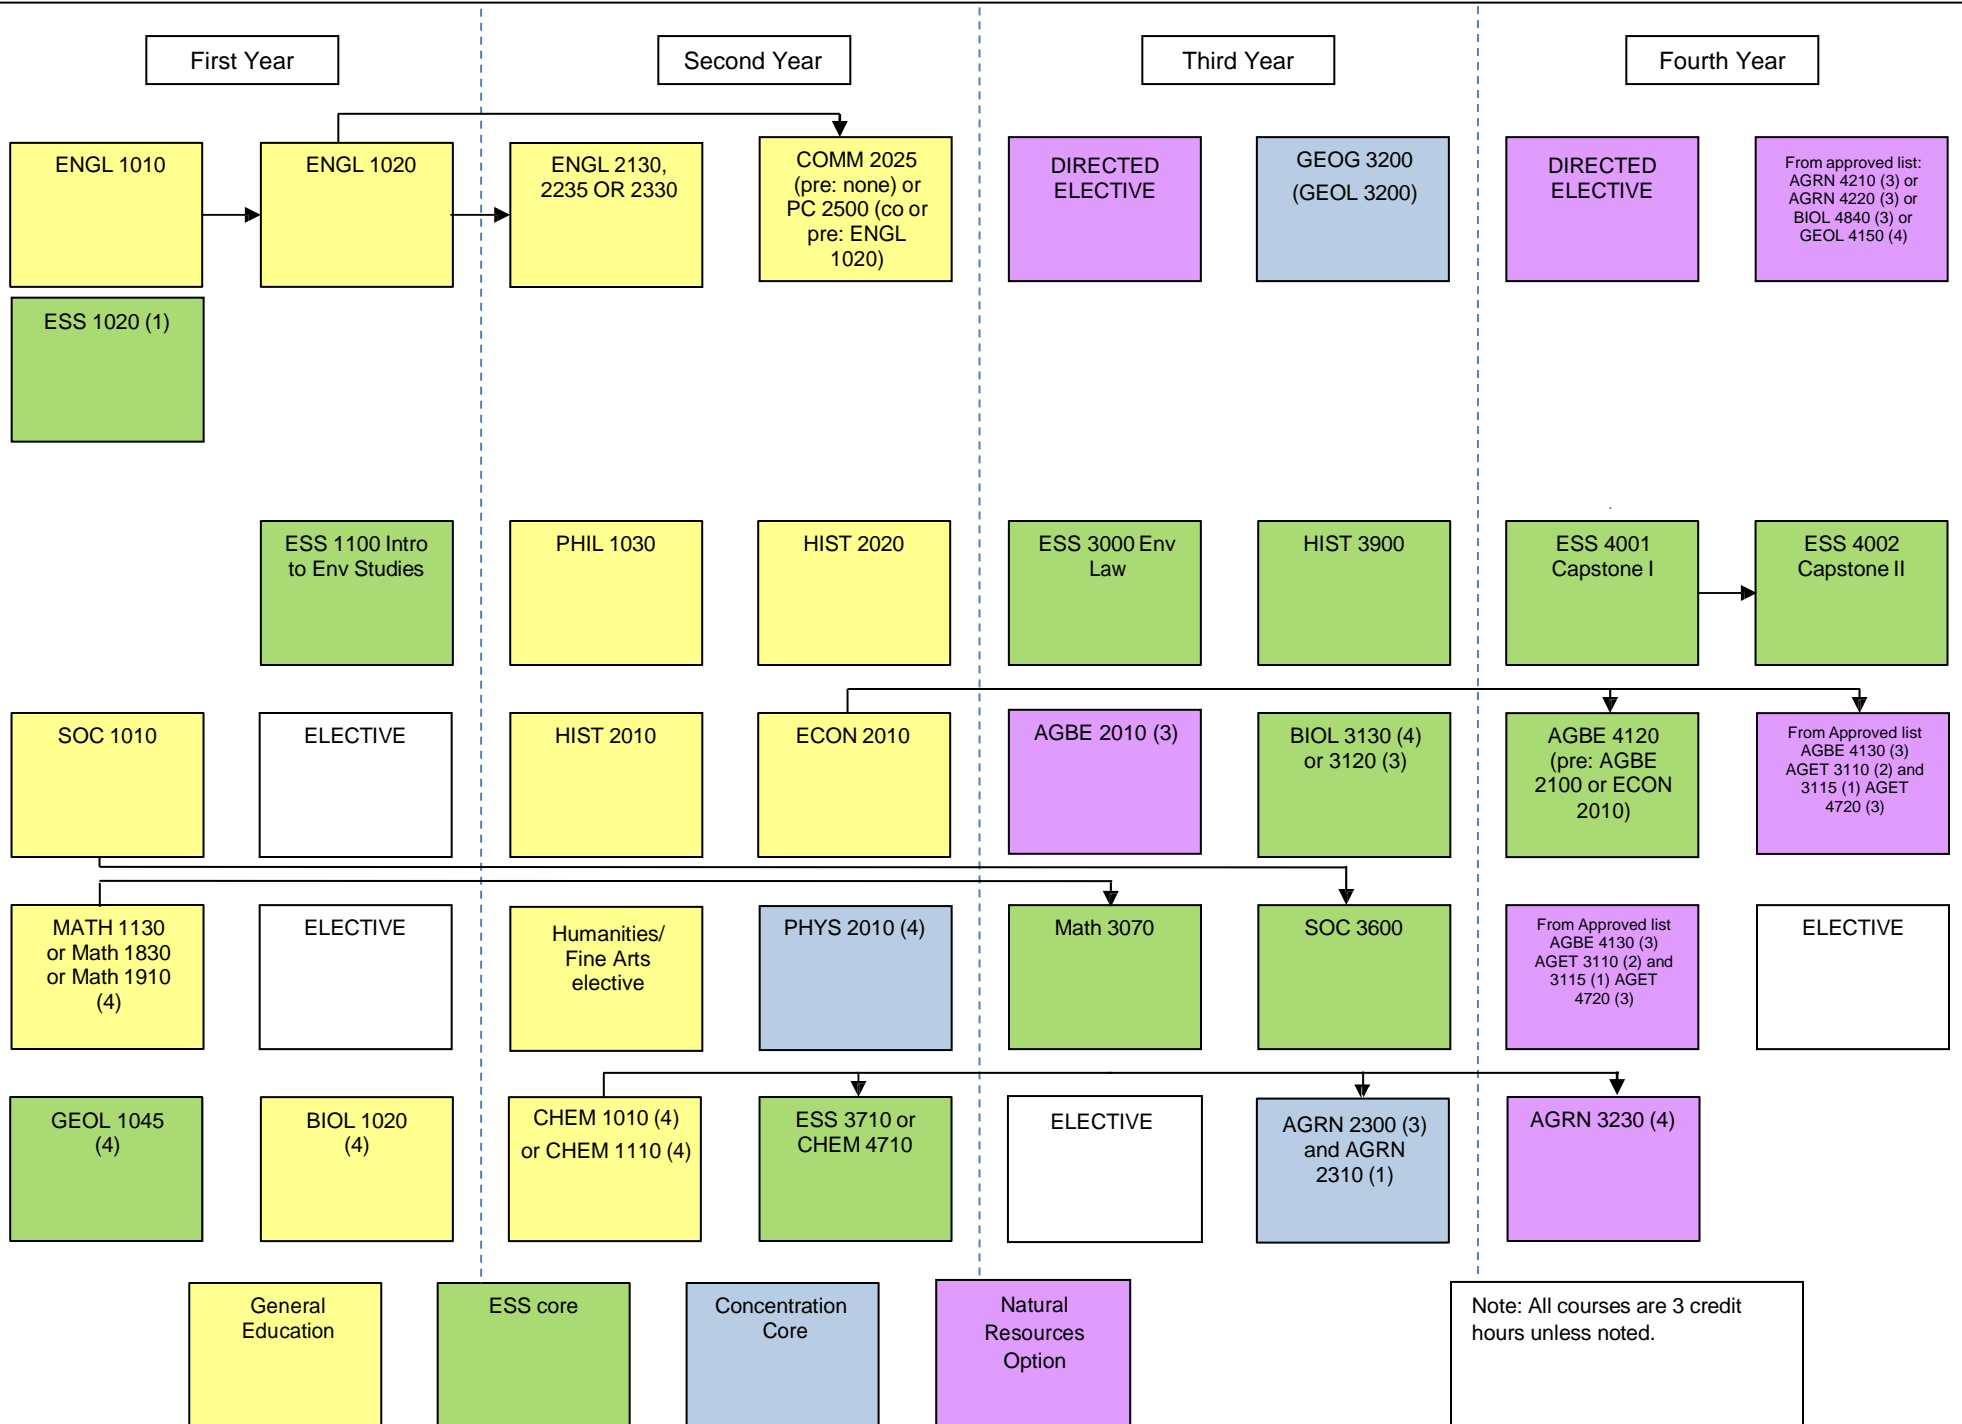 First Year
Second Year
Third Year
Fourth Year
ENGL 1010
ENGL 1020
ENGL 2130,
2235 OR 2330
COMM 2025
(pre: none) or
PC 2500 (co or
pre: ENGL
1020)
DIRECTED
ELECTIVE
GEOG 3200
(GEOL 3200)
DIRECTED
ELECTIVE
From approved list:
AGRN 4210 (3) or
AGRN 4220 (3) or
BIOL 4840 (3) or
GEOL 4150 (4)
ESS 1020 (1)
ESS 1100 Intro
to Env Studies
PHIL 1030
HIST 2020
ESS 3000 Env
Law
HIST 3900
ESS 4001
Capstone I
ESS 4002
Capstone II
SOC 1010
ELECTIVE
HIST 2010
ECON 2010
AGBE 2010 (3)
BIOL 3130 (4)
or 3120 (3)
AGBE 4120
(pre: AGBE
2100 or ECON
2010)
From Approved list
AGBE 4130 (3)
AGET 3110 (2) and
3115 (1) AGET
4720 (3)
MATH 1130
or Math 1830
or Math 1910
(4)
ELECTIVE
Humanities/
Fine Arts
elective
PHYS 2010 (4)
Math 3070
SOC 3600
From Approved list
AGBE 4130 (3)
AGET 3110 (2) and
3115 (1) AGET
4720 (3)
ELECTIVE
GEOL 1045
(4)
BIOL 1020
(4)
CHEM 1010 (4)
or CHEM 1110 (4)
ESS 3710 or
CHEM 4710
ELECTIVE
AGRN 2300 (3)
and AGRN
2310 (1)
AGRN 3230 (4)
General
Education
ESS core
Concentration
Core
Natural
Resources
Option
Note: All courses are 3 credit
hours unless noted.